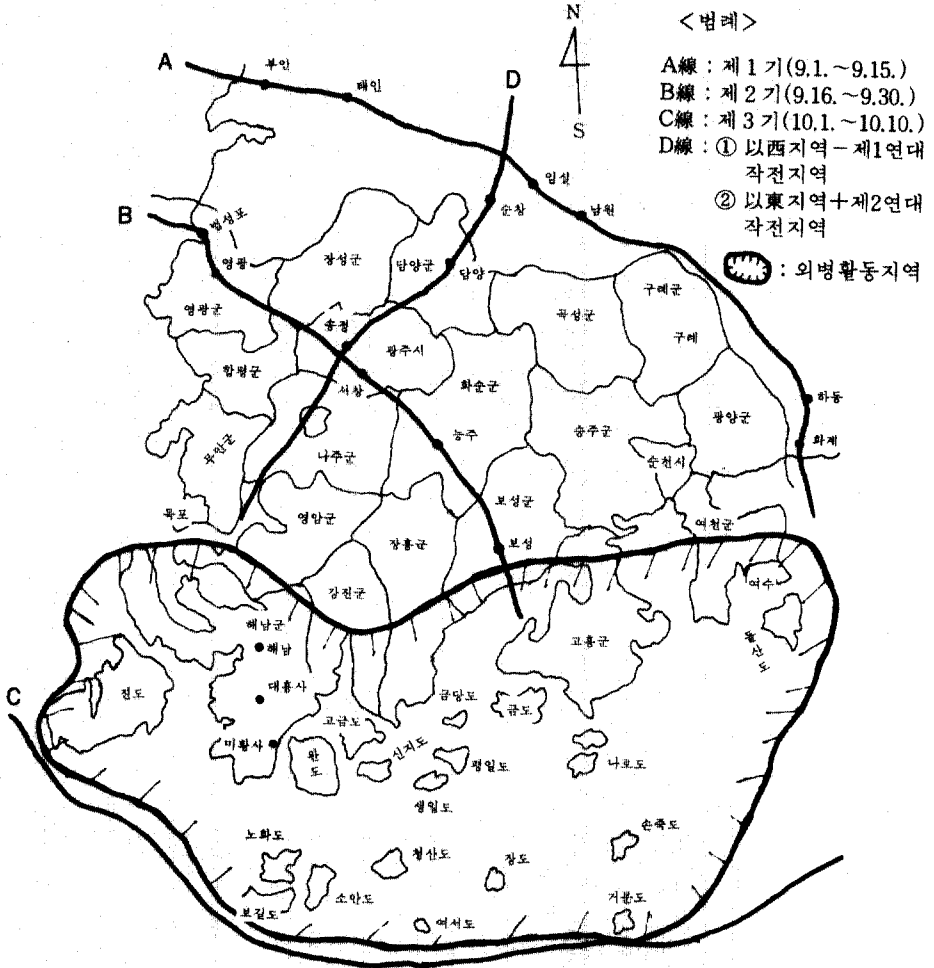 N
S
<범례>
A線 : 제1기(9.1.~9.15.)
B線 : 제2기(9.16.~9.30.)
C線 : 제3기(10.1.~10.10.)
D線 : ① 以西지역-제1연대
작전지역
② 以東지역+제2연대
작전지역
: 외병활동지역
A
부안
태인
D
임실
남원
순창
B
법성포
영광
장성군
담양군
담양
구례군
곡성군
구례
영광군
송정
광주시
함평군
서창
화순군
하동
광양군
화제
무안군
나주군
능주
승주군
순천시
목포
영암군
보성군
장흥군
보성
여천군
강진군
여수
해남군
해남
고흥군
돌산도
대흥사
진도
C
고금도
금당도
금도
미황사
완도
신지도
평일도
나로도
생일도
노화도
손죽도
청산도
장도
소안도
보길도
여서도
거문도